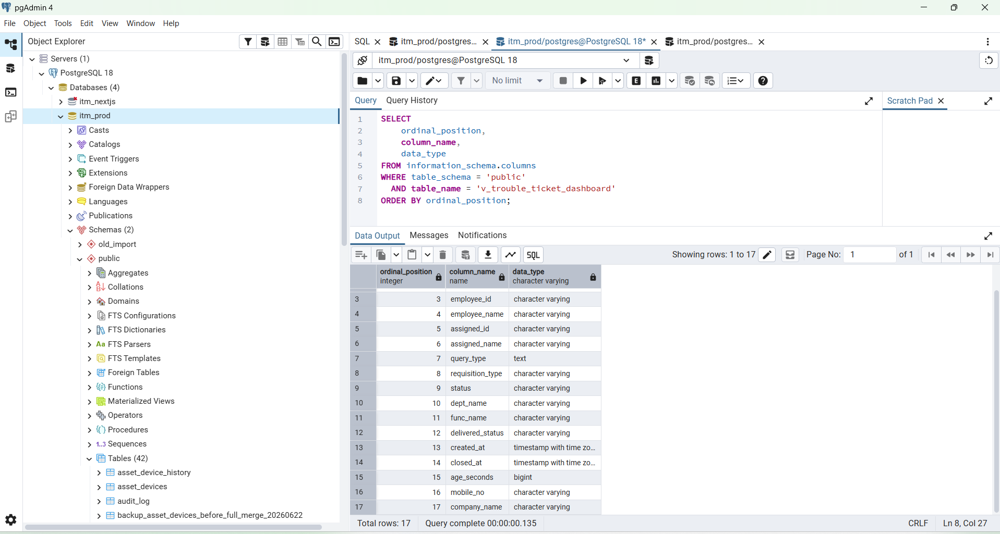 pgAdmin 4
File Object Tools Edit View Window Help
Object Explorer
SQL itm_prod/postgres... itm_prod/postgres@PostgreSQL 18* itm_prod/postgres...
Servers (1)
PostgreSQL 18
Databases (4)
itm_nextjs
itm_prod
Casts
Catalogs
Event Triggers
Extensions
Foreign Data Wrappers
Languages
Publications
Schemas (2)
old_import
public
Aggregates
Collations
Domains
FTS Configurations
FTS Dictionaries
Aa FTS Parsers
FTS Templates
Foreign Tables
Functions
Materialized Views
Operators
Procedures
1..3 Sequences
Tables (42)
asset_device_history
asset_devices
audit_log
backup_asset_devices_before_full_merge_20260622
itm_prod/postgres@PostgreSQL 18
No limit E
Query Query History
Scratch Pad
1 SELECT
2 ordinal_position,
3 column_name,
4 data_type
5 FROM information_schema.columns
6 WHERE table_schema = 'public'
7 AND table_name = 'v_trouble_ticket_dashboard'
8 ORDER BY ordinal_position;
Data Output Messages Notifications
SQL Showing rows: 1 to 17 Page No: 1 of 1
ordinal_position column_name data_type
integer name character varying
3 3 employee_id character varying
4 4 employee_name character varying
5 5 assigned_id character varying
6 6 assigned_name character varying
7 7 query_type text
8 8 requisition_type character varying
9 9 status character varying
10 10 dept_name character varying
11 11 func_name character varying
12 12 delivered_status character varying
13 13 created_at timestamp with time zo...
14 14 closed_at timestamp with time zo...
15 15 age_seconds bigint
16 16 mobile_no character varying
17 17 company_name character varying
Total rows: 17 Query complete 00:00:00.135 CRLF Ln 8, Col 27